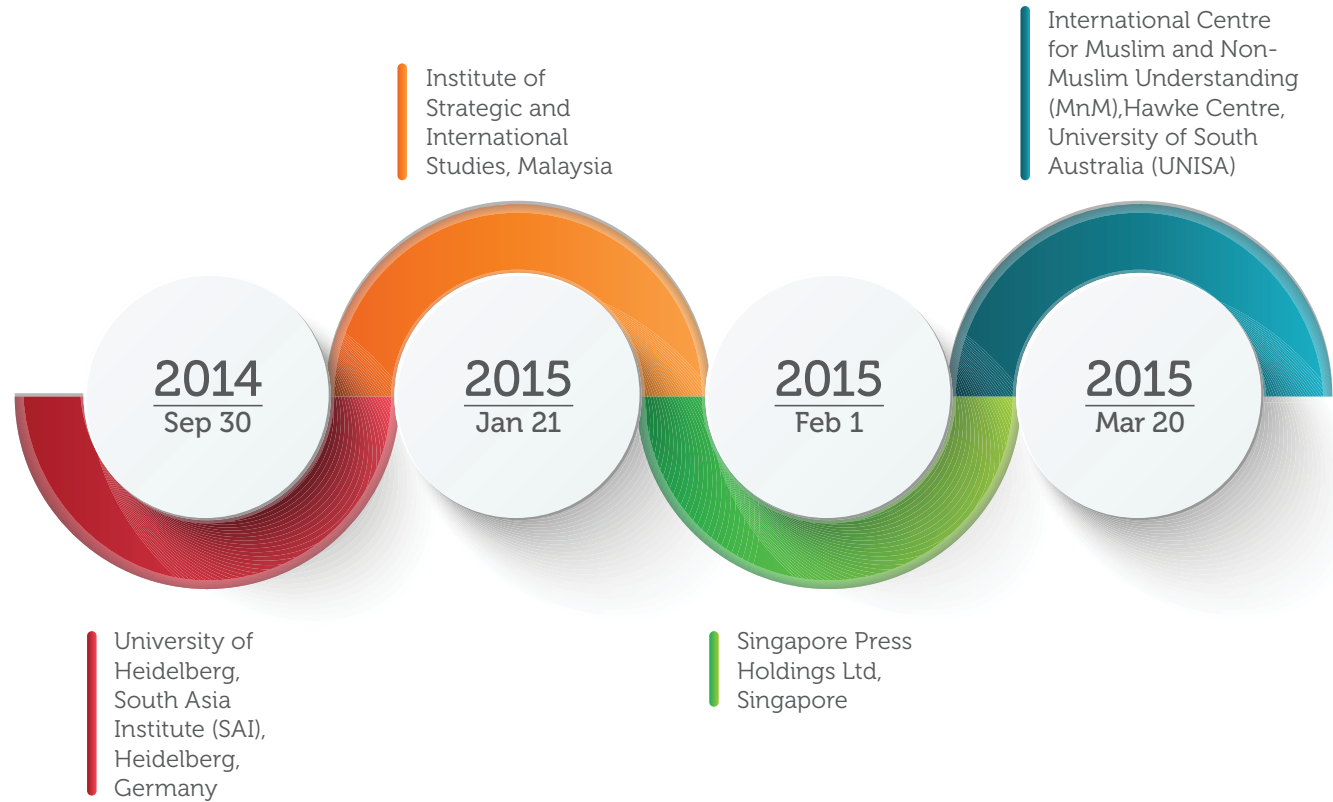 2014
Sep 30
University of
Heidelberg,
South Asia
Institute (SAI),
Heidelberg,
Germany
Institute of
Strategic and
International
Studies, Malaysia
2015
Jan 21
2015
Feb 1
Singapore Press
Holdings Ltd,
Singapore
International Centre
for Muslim and Non-
Muslim Understanding
(MnM),Hawke Centre,
University of South
Australia (UNISA)
2015
Mar 20